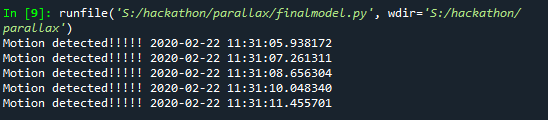 In [9]: runfile('S:/hackathon/parallax/finalmodel.py', wdir='S:/hackathon/
parallax')
Motion detected!!!!! 2020-02-22 11:31:05.938172
Motion detected!!!!! 2020-02-22 11:31:07.263311
Motion detected!!!!! 2020-02-22 11:31:08.656304
Motion detected!!!!! 2020-02-22 11:31:10.048340
Motion detected!!!!! 2020-02-22 11:31:11.455701